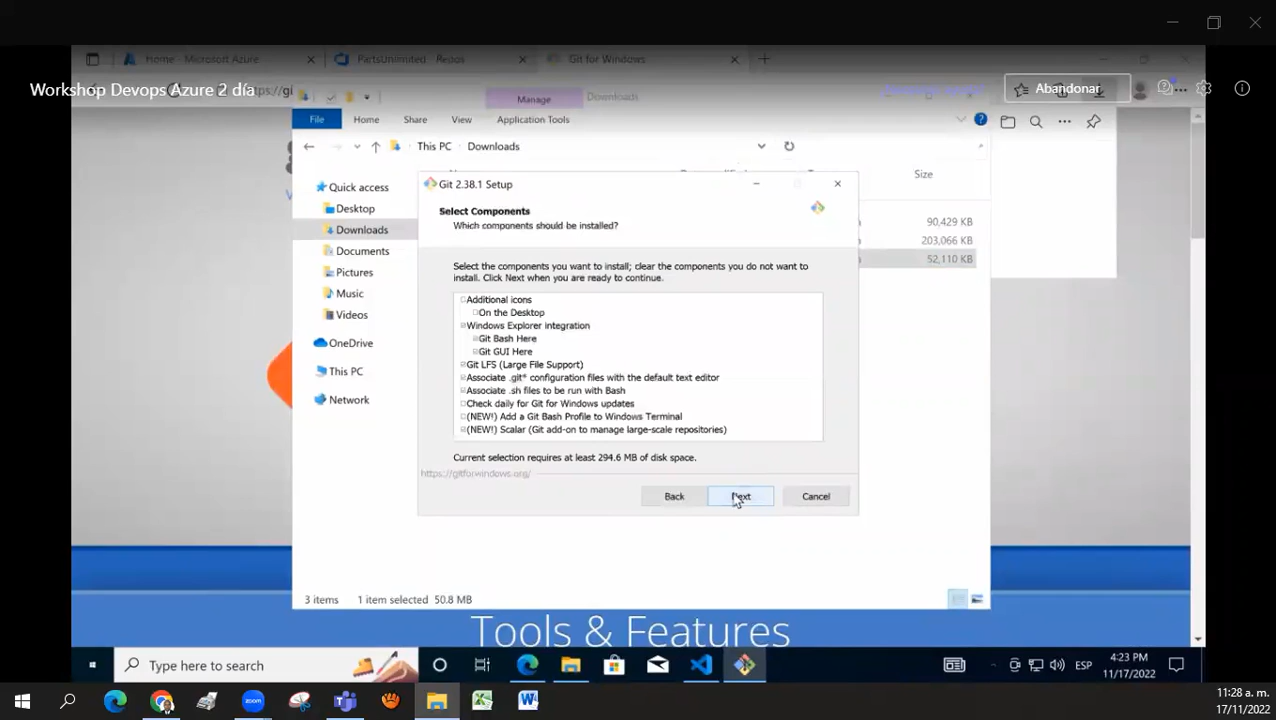 Home - Microsoft Azure
PartsUnlimited - Repos
Git for Windows
Workshop Devops Azure 2 día
Abandonar
Manage
Downloads
File
Home
Share
View
Application Tools
This PC
Downloads
Size
Quick access
Desktop
Downloads
Documents
Pictures
Music
Videos
OneDrive
This PC
Network
90,429 KB
203,066 KB
52,110 KB
Git 2.38.1 Setup
Select Components
Which components should be installed?
Select the components you want to install; clear the components you do not want to
install. Click Next when you are ready to continue.
Additional icons
On the Desktop
Windows Explorer integration
Git Bash Here
Git GUI Here
Git LFS (Large File Support)
Associate .git* configuration files with the default text editor
Associate .sh files to be run with Bash
Check daily for Git for Windows updates
(NEW!) Add a Git Bash Profile to Windows Terminal
(NEW!) Scalar (Git add-on to manage large-scale repositories)
Current selection requires at least 294.6 MB of disk space.
https://gitforwindows.org/
Back
Next
Cancel
3 items
1 item selected 50.8 MB
Tools & Features
Type here to search
ESP
4:23 PM
11/17/2022
zoom
11:28 a. m.
17/11/2022